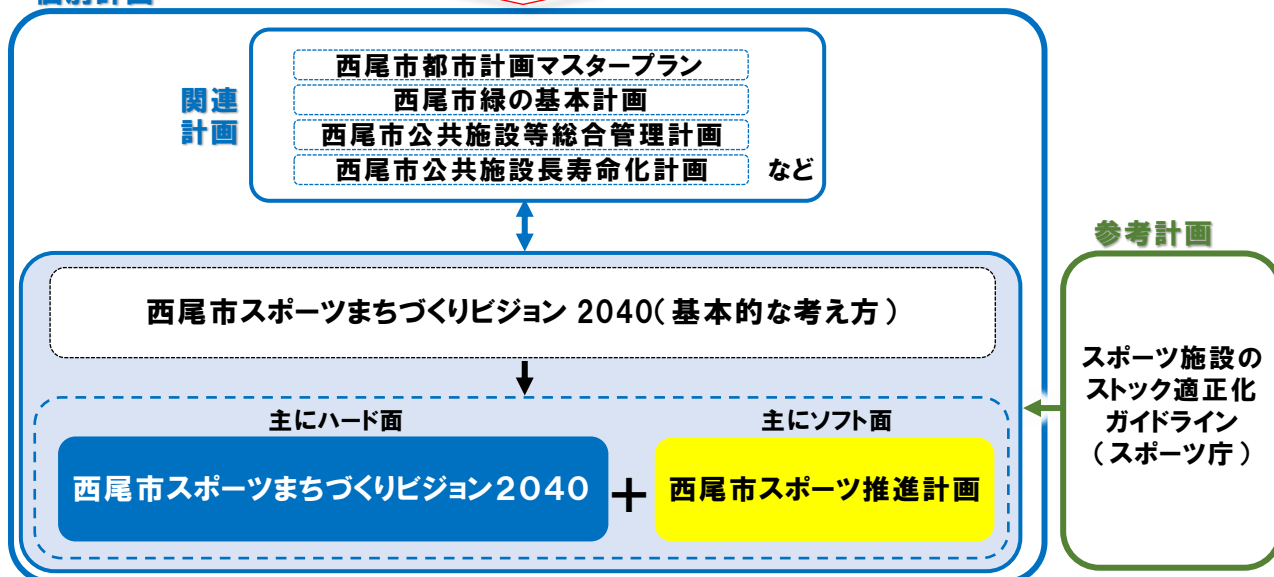 個別計画
西尾市都市計画マスタープラン
西尾市緑の基本計画
西尾市公共施設等総合管理計画
西尾市公共施設長寿命化計画 など
関連
計画
参考計画
西尾市スポーツまちづくりビジョン 2040(基本的な考え方)
スポーツ施設の
ストック適正化
ガイドライン
(スポーツ庁)
主にハード面 主にソフト面
西尾市スポーツまちづくりビジョン2040 + 西尾市スポーツ推進計画